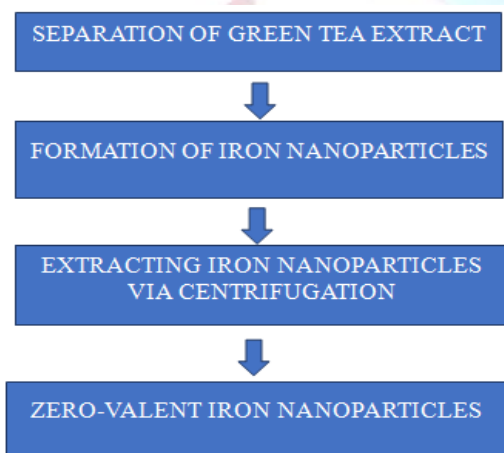 SEPARATION OF GREEN TEA EXTRACT
FORMATION OF IRON NANOPARTICLES
EXTRACTING IRON NANOPARTICLES
VIA CENTRIFUGATION
ZERO-VALENT IRON NANOPARTICLES